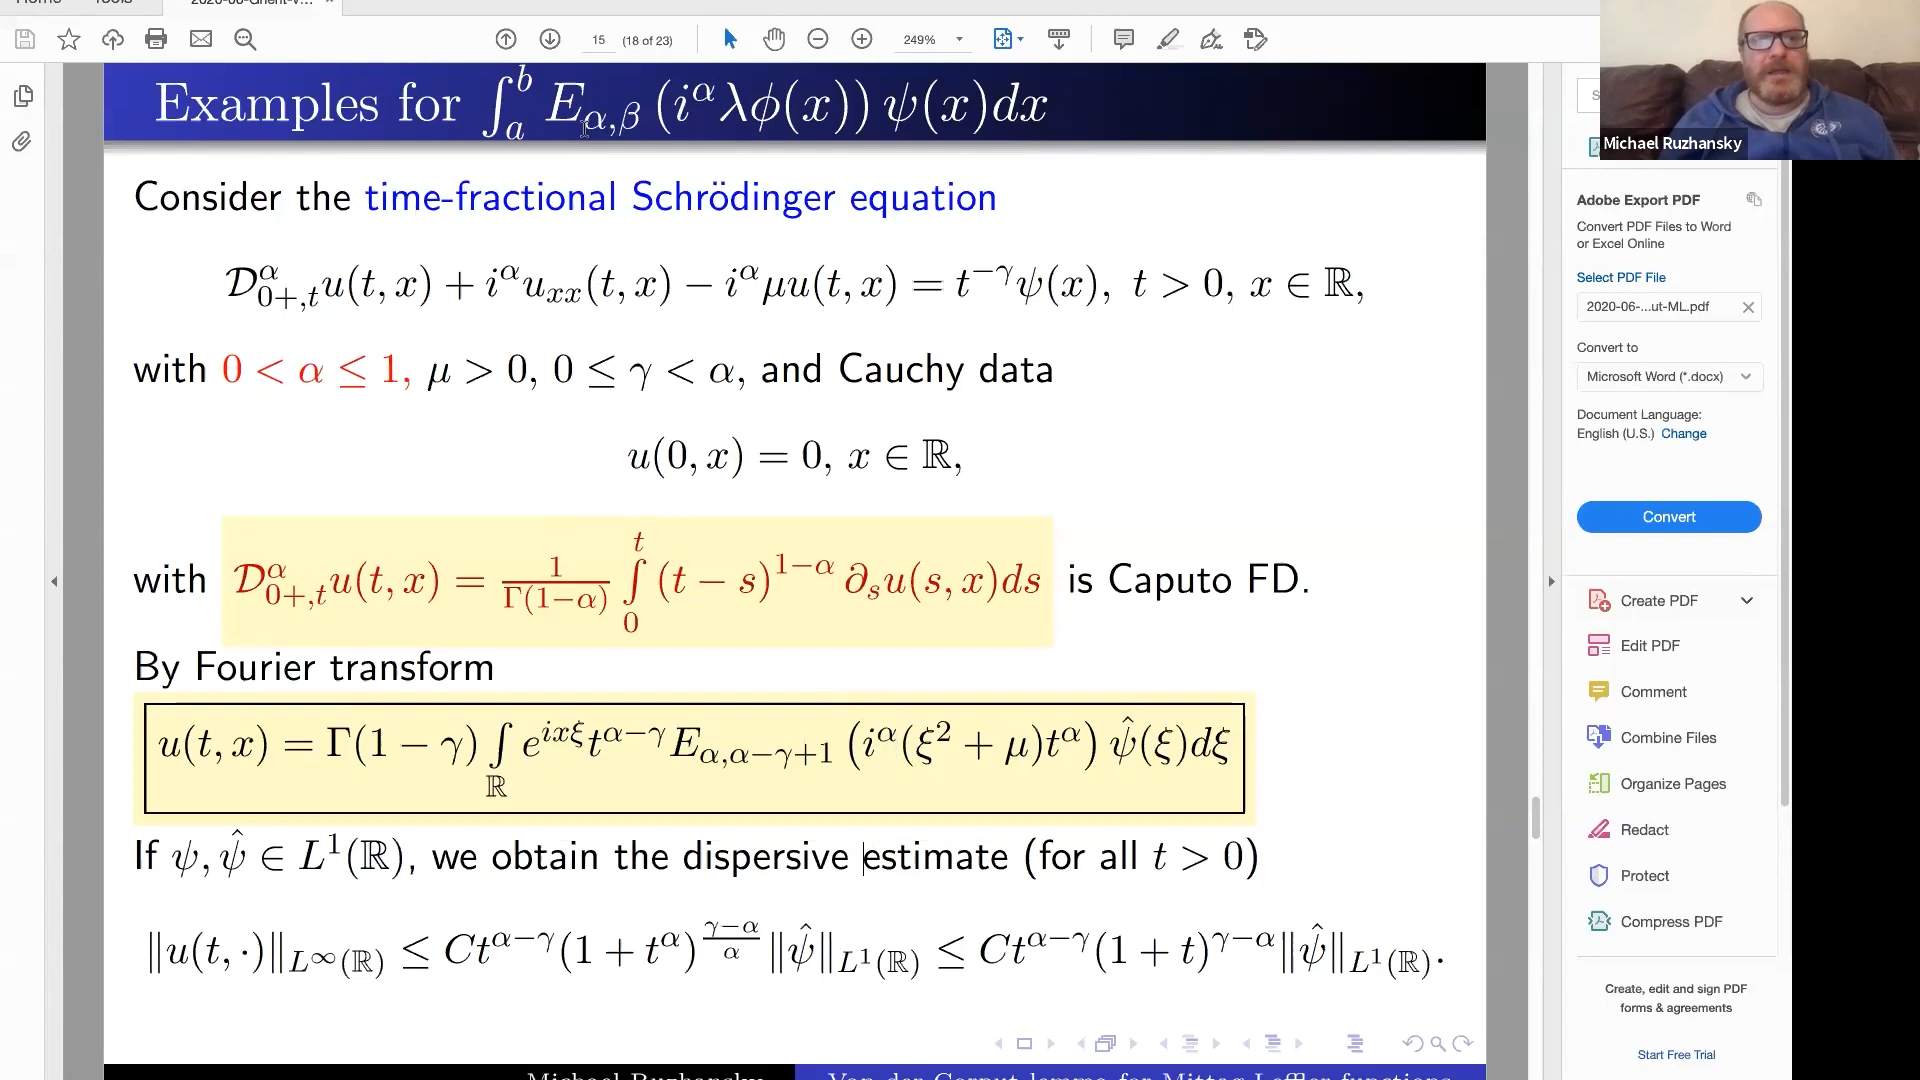 15 (18 of 23) 249%
Michael Ruzhansky
Examples for ∫_a^b E_{α,β} (i^α λϕ(x)) ψ(x)dx
Consider the time-fractional Schrödinger equation
𝒟^α_{0+,t} u(t, x) + i^α u_{xx}(t, x) − i^α μu(t, x) = t^{−γ} ψ(x), t > 0, x ∈ ℝ,
with 0 < α ≤ 1, μ > 0, 0 ≤ γ < α, and Cauchy data
u(0, x) = 0, x ∈ ℝ,
with 𝒟^α_{0+,t} u(t, x) = \frac{1}{Γ(1−α)} ∫_0^t (t − s)^{1−α} ∂_s u(s, x)ds is Caputo FD.
By Fourier transform
u(t, x) = Γ(1 − γ) ∫_ℝ e^{ixξ} t^{α−γ} E_{α,α−γ+1} (i^α(ξ² + μ)t^α) ψ̂(ξ)dξ
If ψ, ψ̂ ∈ L¹(ℝ), we obtain the dispersive estimate (for all t > 0)
‖u(t, ·)‖_{L^∞(ℝ)} ≤ Ct^{α−γ}(1 + t^α)^{\frac{γ−α}{α}} ‖ψ̂‖_{L¹(ℝ)} ≤ Ct^{α−γ}(1 + t)^{γ−α} ‖ψ̂‖_{L¹(ℝ)}.
Adobe Export PDF
Convert PDF Files to Word
or Excel Online
Select PDF File
2020-06-...ut-ML.pdf
Convert to
Microsoft Word (*.docx)
Document Language:
English (U.S.) Change
Convert
Create PDF
Edit PDF
Comment
Combine Files
Organize Pages
Redact
Protect
Compress PDF
Create, edit and sign PDF
forms & agreements
Start Free Trial